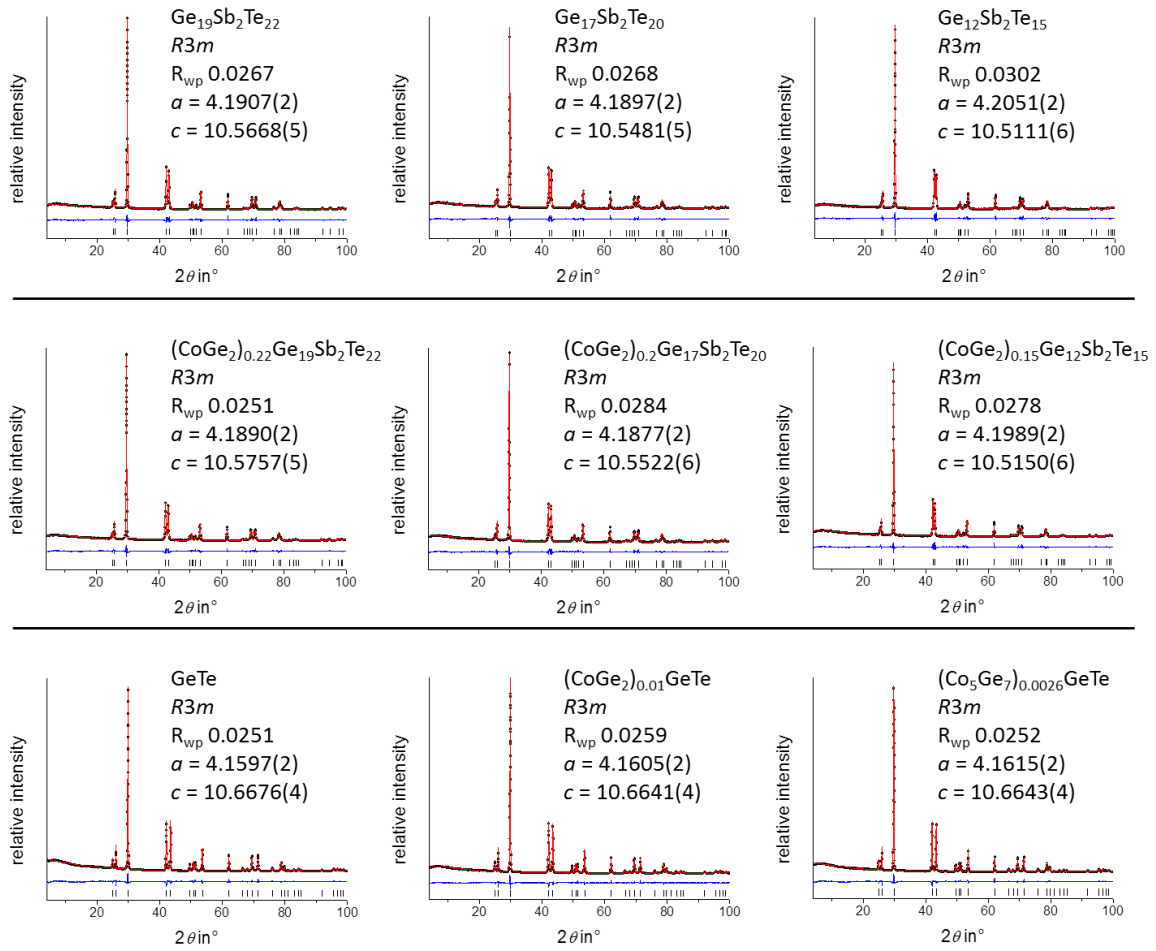 Ge₁₉Sb₂Te₂₂
R3m
R_wp 0.0267
a = 4.1907(2)
c = 10.5668(5)
relative intensity
20 40 60 80 100
2θ in°
Ge₁₇Sb₂Te₂₀
R3m
R_wp 0.0268
a = 4.1897(2)
c = 10.5481(5)
relative intensity
20 40 60 80 100
2θ in°
Ge₁₂Sb₂Te₁₅
R3m
R_wp 0.0302
a = 4.2051(2)
c = 10.5111(6)
relative intensity
20 40 60 80 100
2θ in°
(CoGe₂)₀.₂₂Ge₁₉Sb₂Te₂₂
R3m
R_wp 0.0251
a = 4.1890(2)
c = 10.5757(5)
relative intensity
20 40 60 80 100
2θ in°
(CoGe₂)₀.₂Ge₁₇Sb₂Te₂₀
R3m
R_wp 0.0284
a = 4.1877(2)
c = 10.5522(6)
relative intensity
20 40 60 80 100
2θ in°
(CoGe₂)₀.₁₅Ge₁₂Sb₂Te₁₅
R3m
R_wp 0.0278
a = 4.1989(2)
c = 10.5150(6)
relative intensity
20 40 60 80 100
2θ in°
GeTe
R3m
R_wp 0.0251
a = 4.1597(2)
c = 10.6676(4)
relative intensity
20 40 60 80 100
2θ in°
(CoGe₂)₀.₀₁GeTe
R3m
R_wp 0.0259
a = 4.1605(2)
c = 10.6641(4)
relative intensity
20 40 60 80 100
2θ in°
(Co₅Ge₇)₀.₀₀₂₆GeTe
R3m
R_wp 0.0252
a = 4.1615(2)
c = 10.6643(4)
relative intensity
20 40 60 80 100
2θ in°